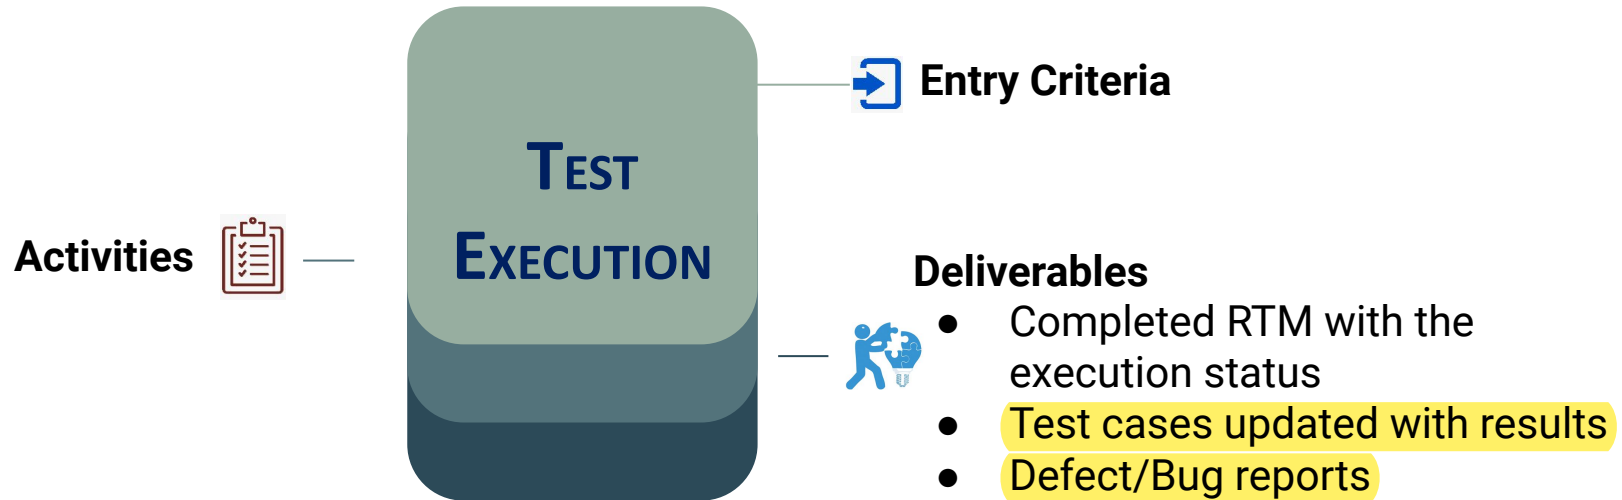 Entry Criteria
TEST
EXECUTION
Activities
Deliverables
● Completed RTM with the
execution status
● Test cases updated with results
● Defect/Bug reports